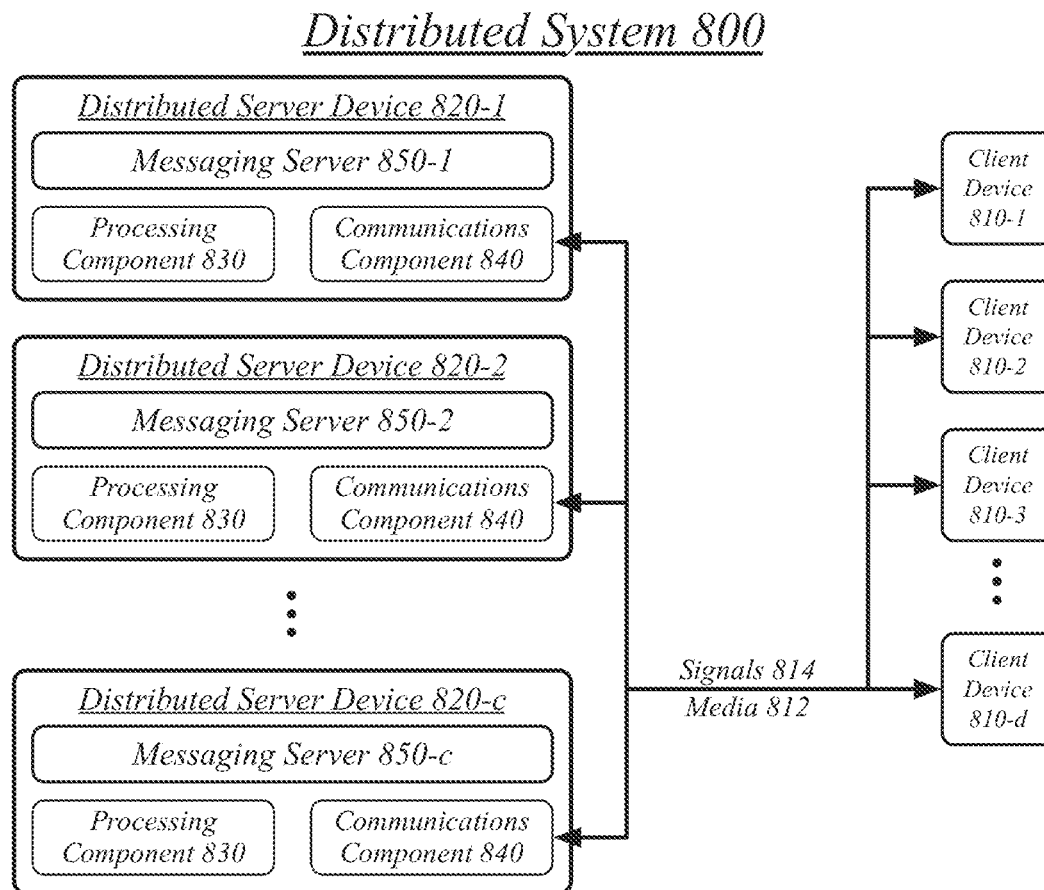 Distributed System 800
Distributed Server Device 820-1
Messaging Server 850-1
Processing
Component 830
Communications
Component 840
Distributed Server Device 820-2
Messaging Server 850-2
Processing
Component 830
Communications
Component 840
Distributed Server Device 820-c
Messaging Server 850-c
Processing
Component 830
Communications
Component 840
Signals 814
Media 812
Client
Device
810-1
Client
Device
810-2
Client
Device
810-3
Client
Device
810-d